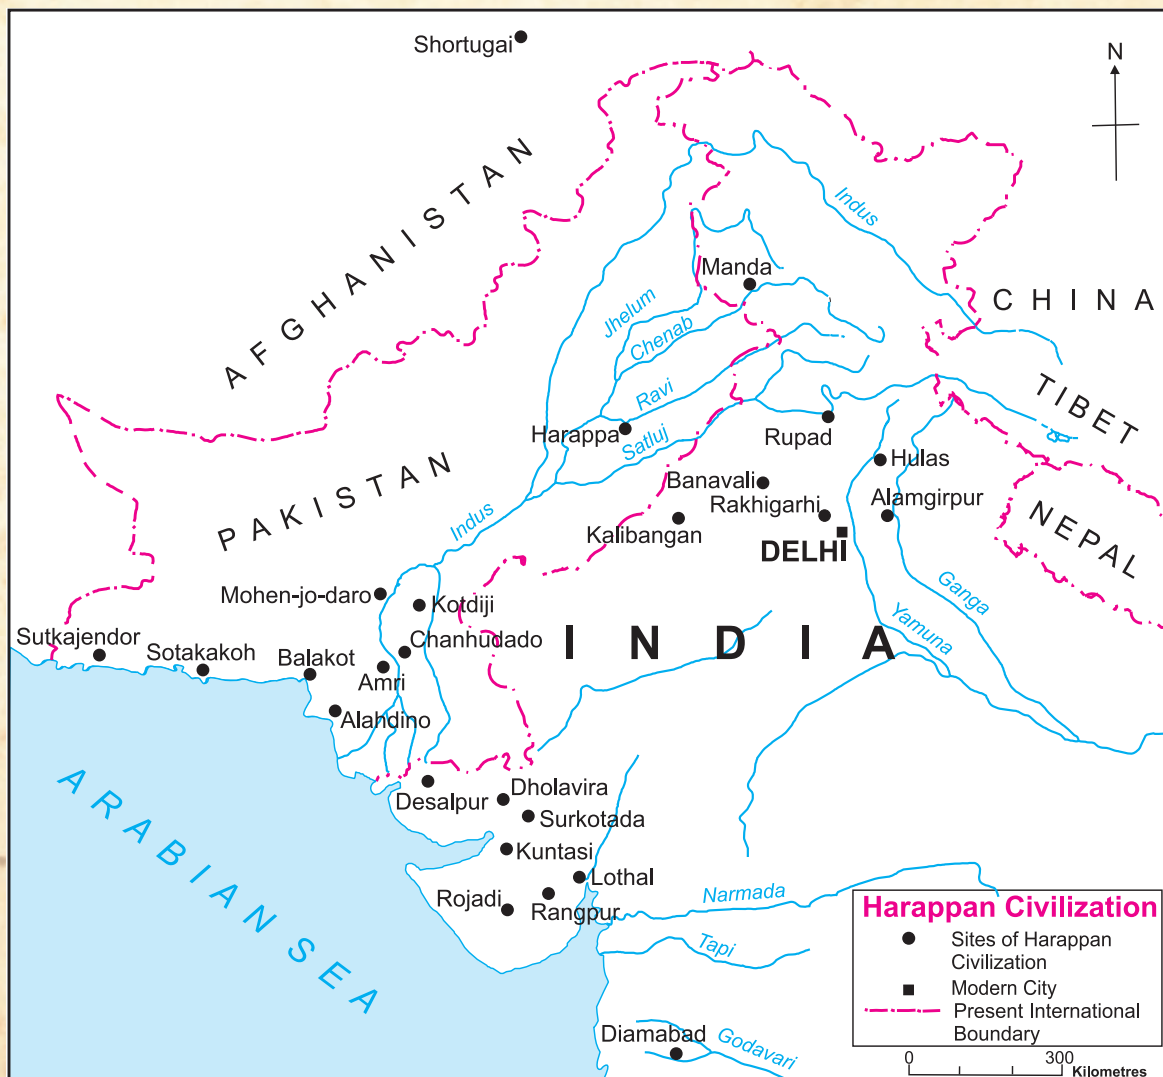 Shortugai
N
AFGHANISTAN
Indus
Manda
CHINA
Jhelum
Chenab
Ravi
TIBET
Harappa
Satluj
Rupad
Hulas
PAKISTAN
Banavali
Rakhigarhi
Alamgirpur
Indus
Kalibangan
DELHI
NEPAL
Mohen-jo-daro
Kotdiji
Ganga
Sutkajendor
Sotakakoh
Balakot
Chanhudado
INDIA
Yamuna
Amri
Alahdino
ARABIAN SEA
Desalpur
Dholavira
Surkotada
Kuntasi
Lothal
Rojadi
Rangpur
Narmada
Tapi
Diamabad
Godavari
Harappan Civilization
Sites of Harappan
Civilization
Modern City
Present International
Boundary
0 300
Kilometres